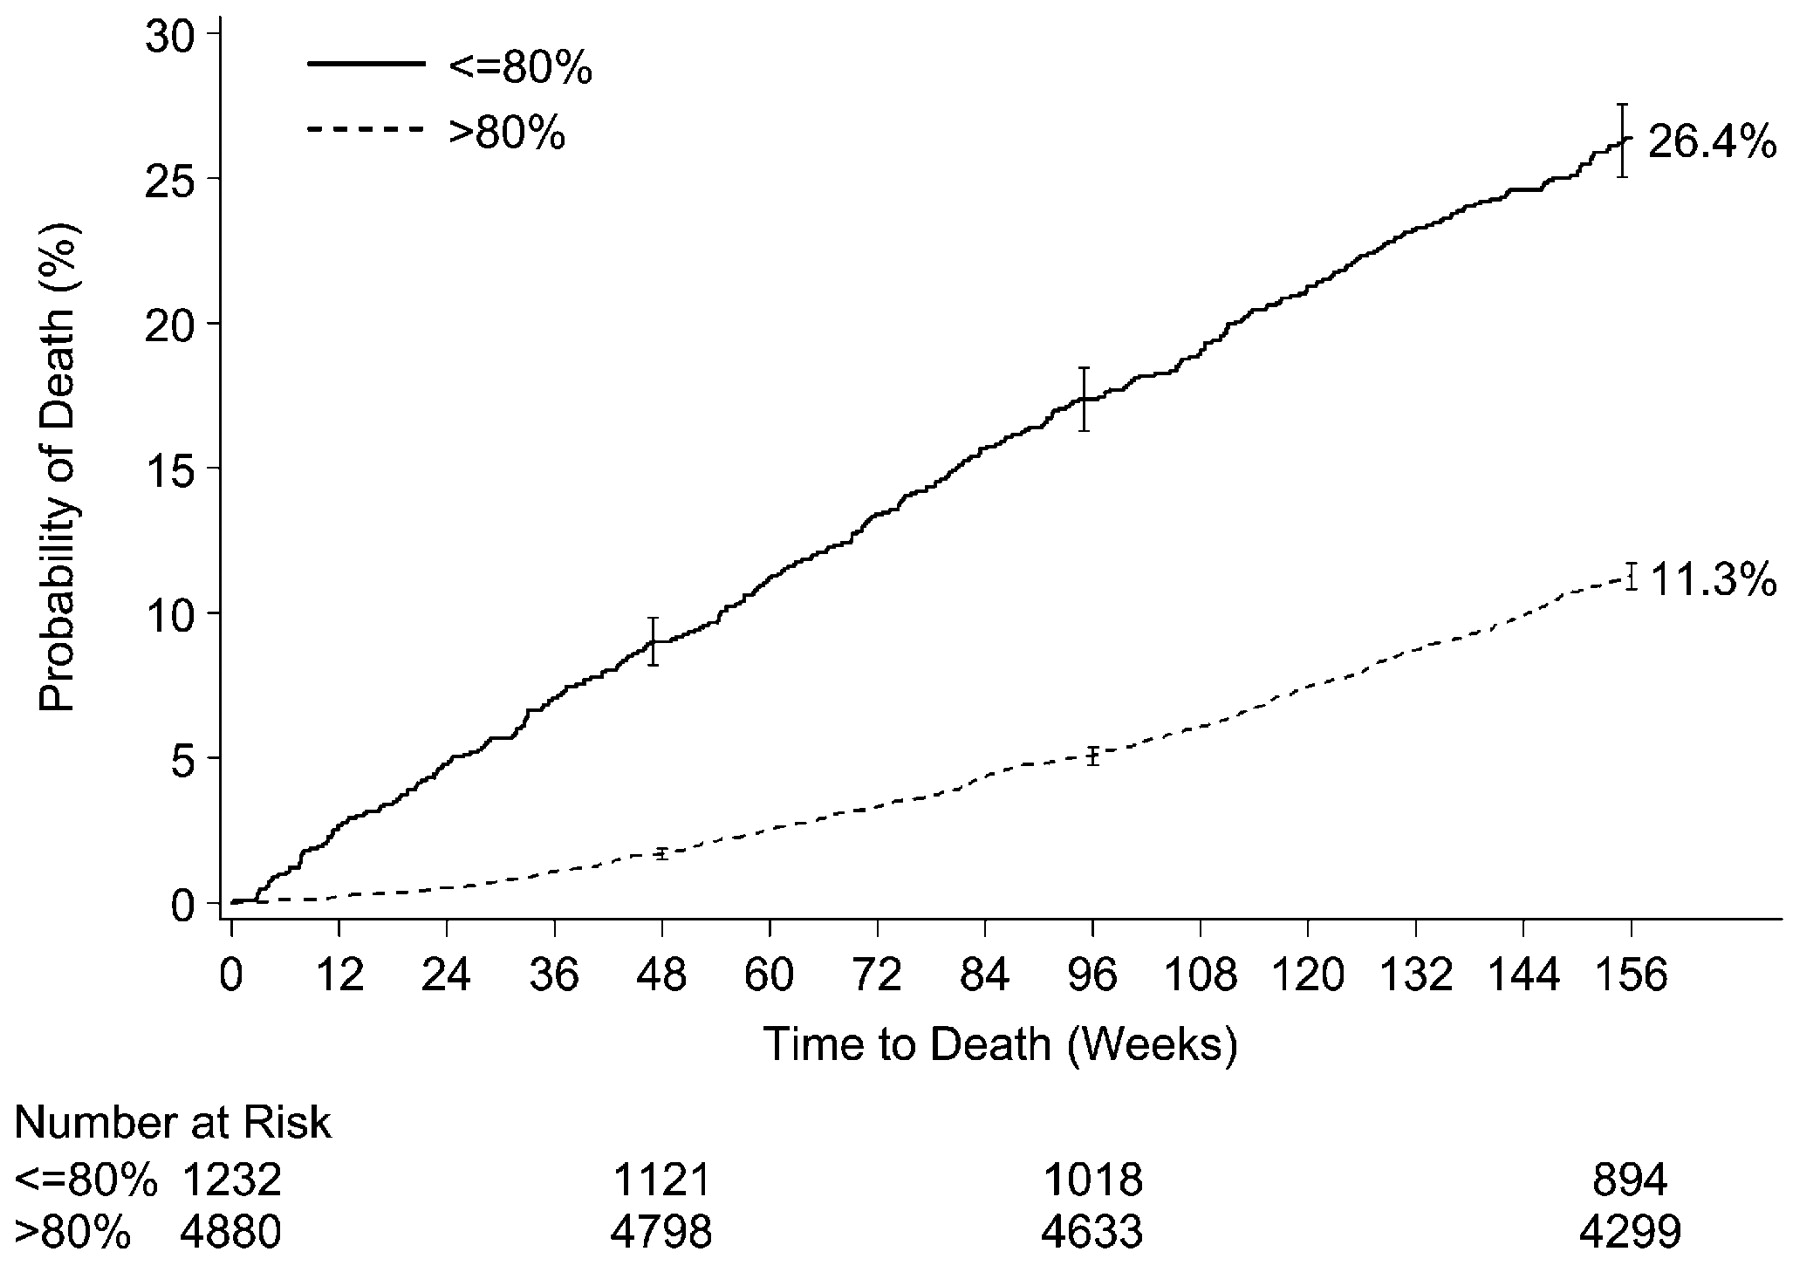 30
25
20
15
10
5
0
Probability of Death (%)
<=80%
>80%
26.4%
11.3%
0 12 24 36 48 60 72 84 96 108 120 132 144 156
Time to Death (Weeks)
Number at Risk
<=80% 1232 1121 1018 894
>80% 4880 4798 4633 4299